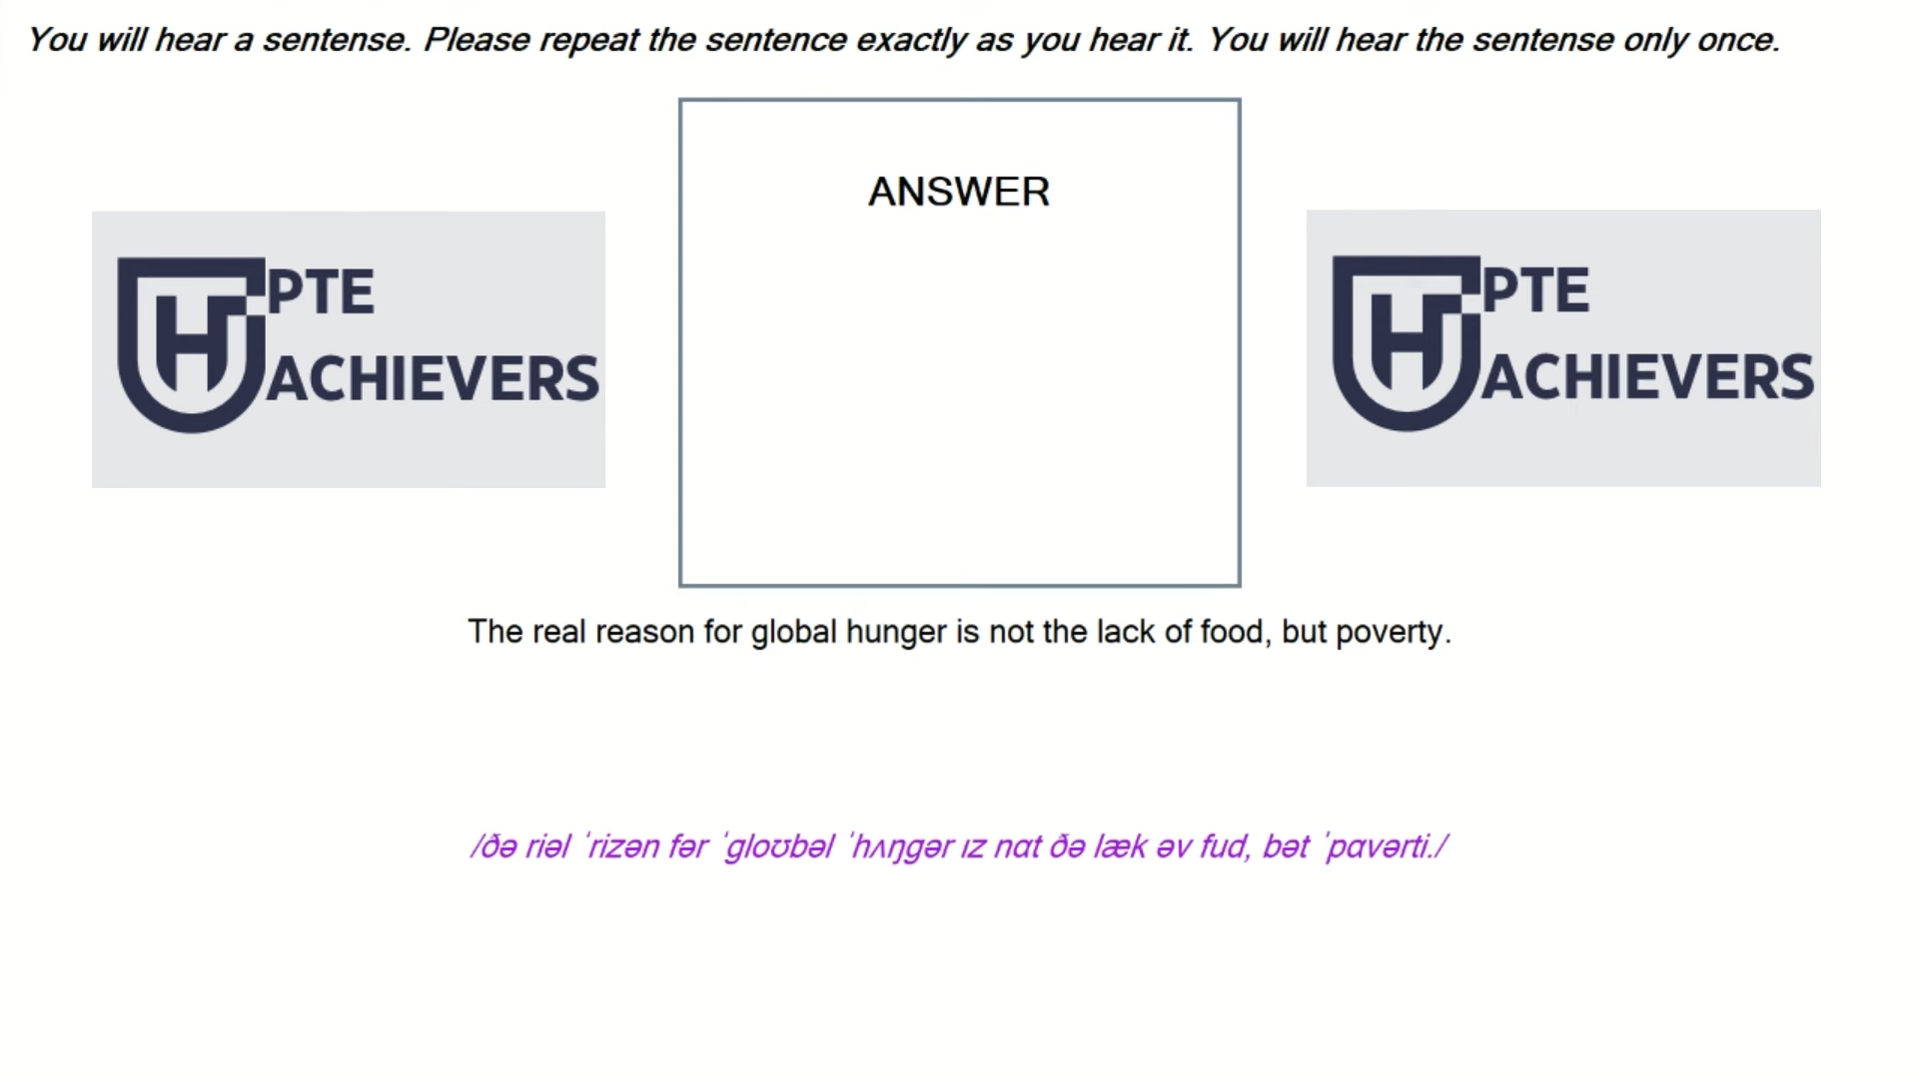 You will hear a sentense. Please repeat the sentence exactly as you hear it. You will hear the sentense only once.
ANSWER
PTE
ACHIEVERS
PTE
ACHIEVERS
The real reason for global hunger is not the lack of food, but poverty.
/ðə riəl ˈrizən fər ˈgloʊbəl ˈhʌŋgər ɪz nɑt ðə læk əv fud, bət ˈpɑvərti./